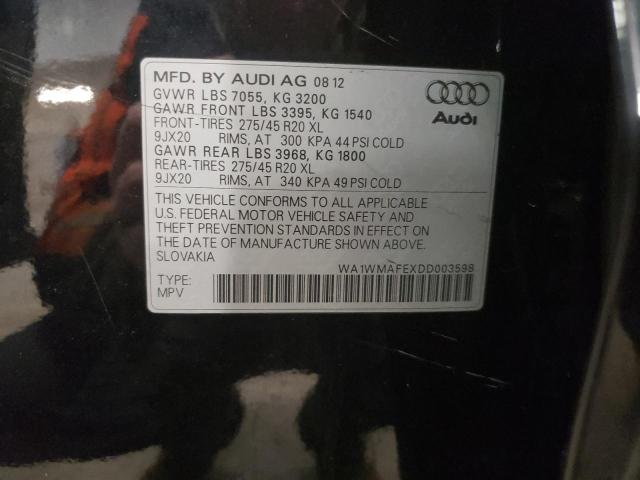 MFD. BY AUDI AG 08 12
GVWR LBS 7055, KG 3200
GAWR FRONT LBS 3395, KG 1540
FRONT-TIRES 275/45 R20 XL
9JX20 RIMS, AT 300 KPA 44 PSI COLD
GAWR REAR LBS 3968, KG 1800
REAR-TIRES 275/45 R20 XL
9JX20 RIMS, AT 340 KPA 49 PSI COLD
Audi
THIS VEHICLE CONFORMS TO ALL APPLICABLE
U.S. FEDERAL MOTOR VEHICLE SAFETY AND
THEFT PREVENTION STANDARDS IN EFFECT ON
THE DATE OF MANUFACTURE SHOWN ABOVE.
SLOVAKIA
WA1WMAFEXDD003598
TYPE:
MPV